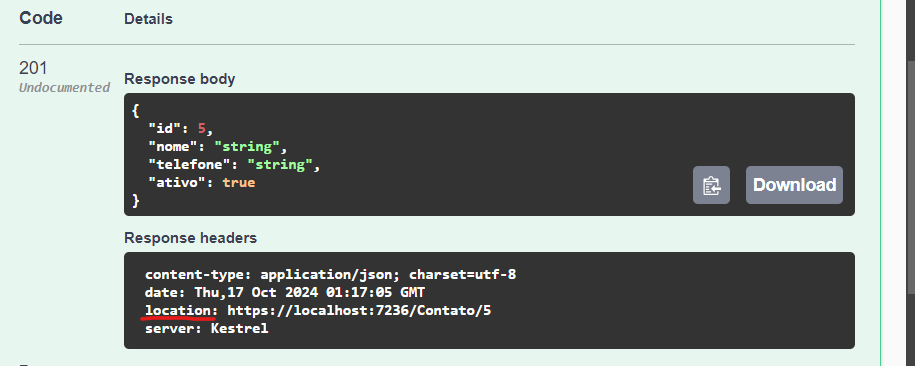 Code Details
201
Undocumented
Response body
{
"id": 5,
"nome": "string",
"telefone": "string",
"ativo": true
}
Download
Response headers
content-type: application/json; charset=utf-8
date: Thu,17 Oct 2024 01:17:05 GMT
location: https://localhost:7236/Contato/5
server: Kestrel